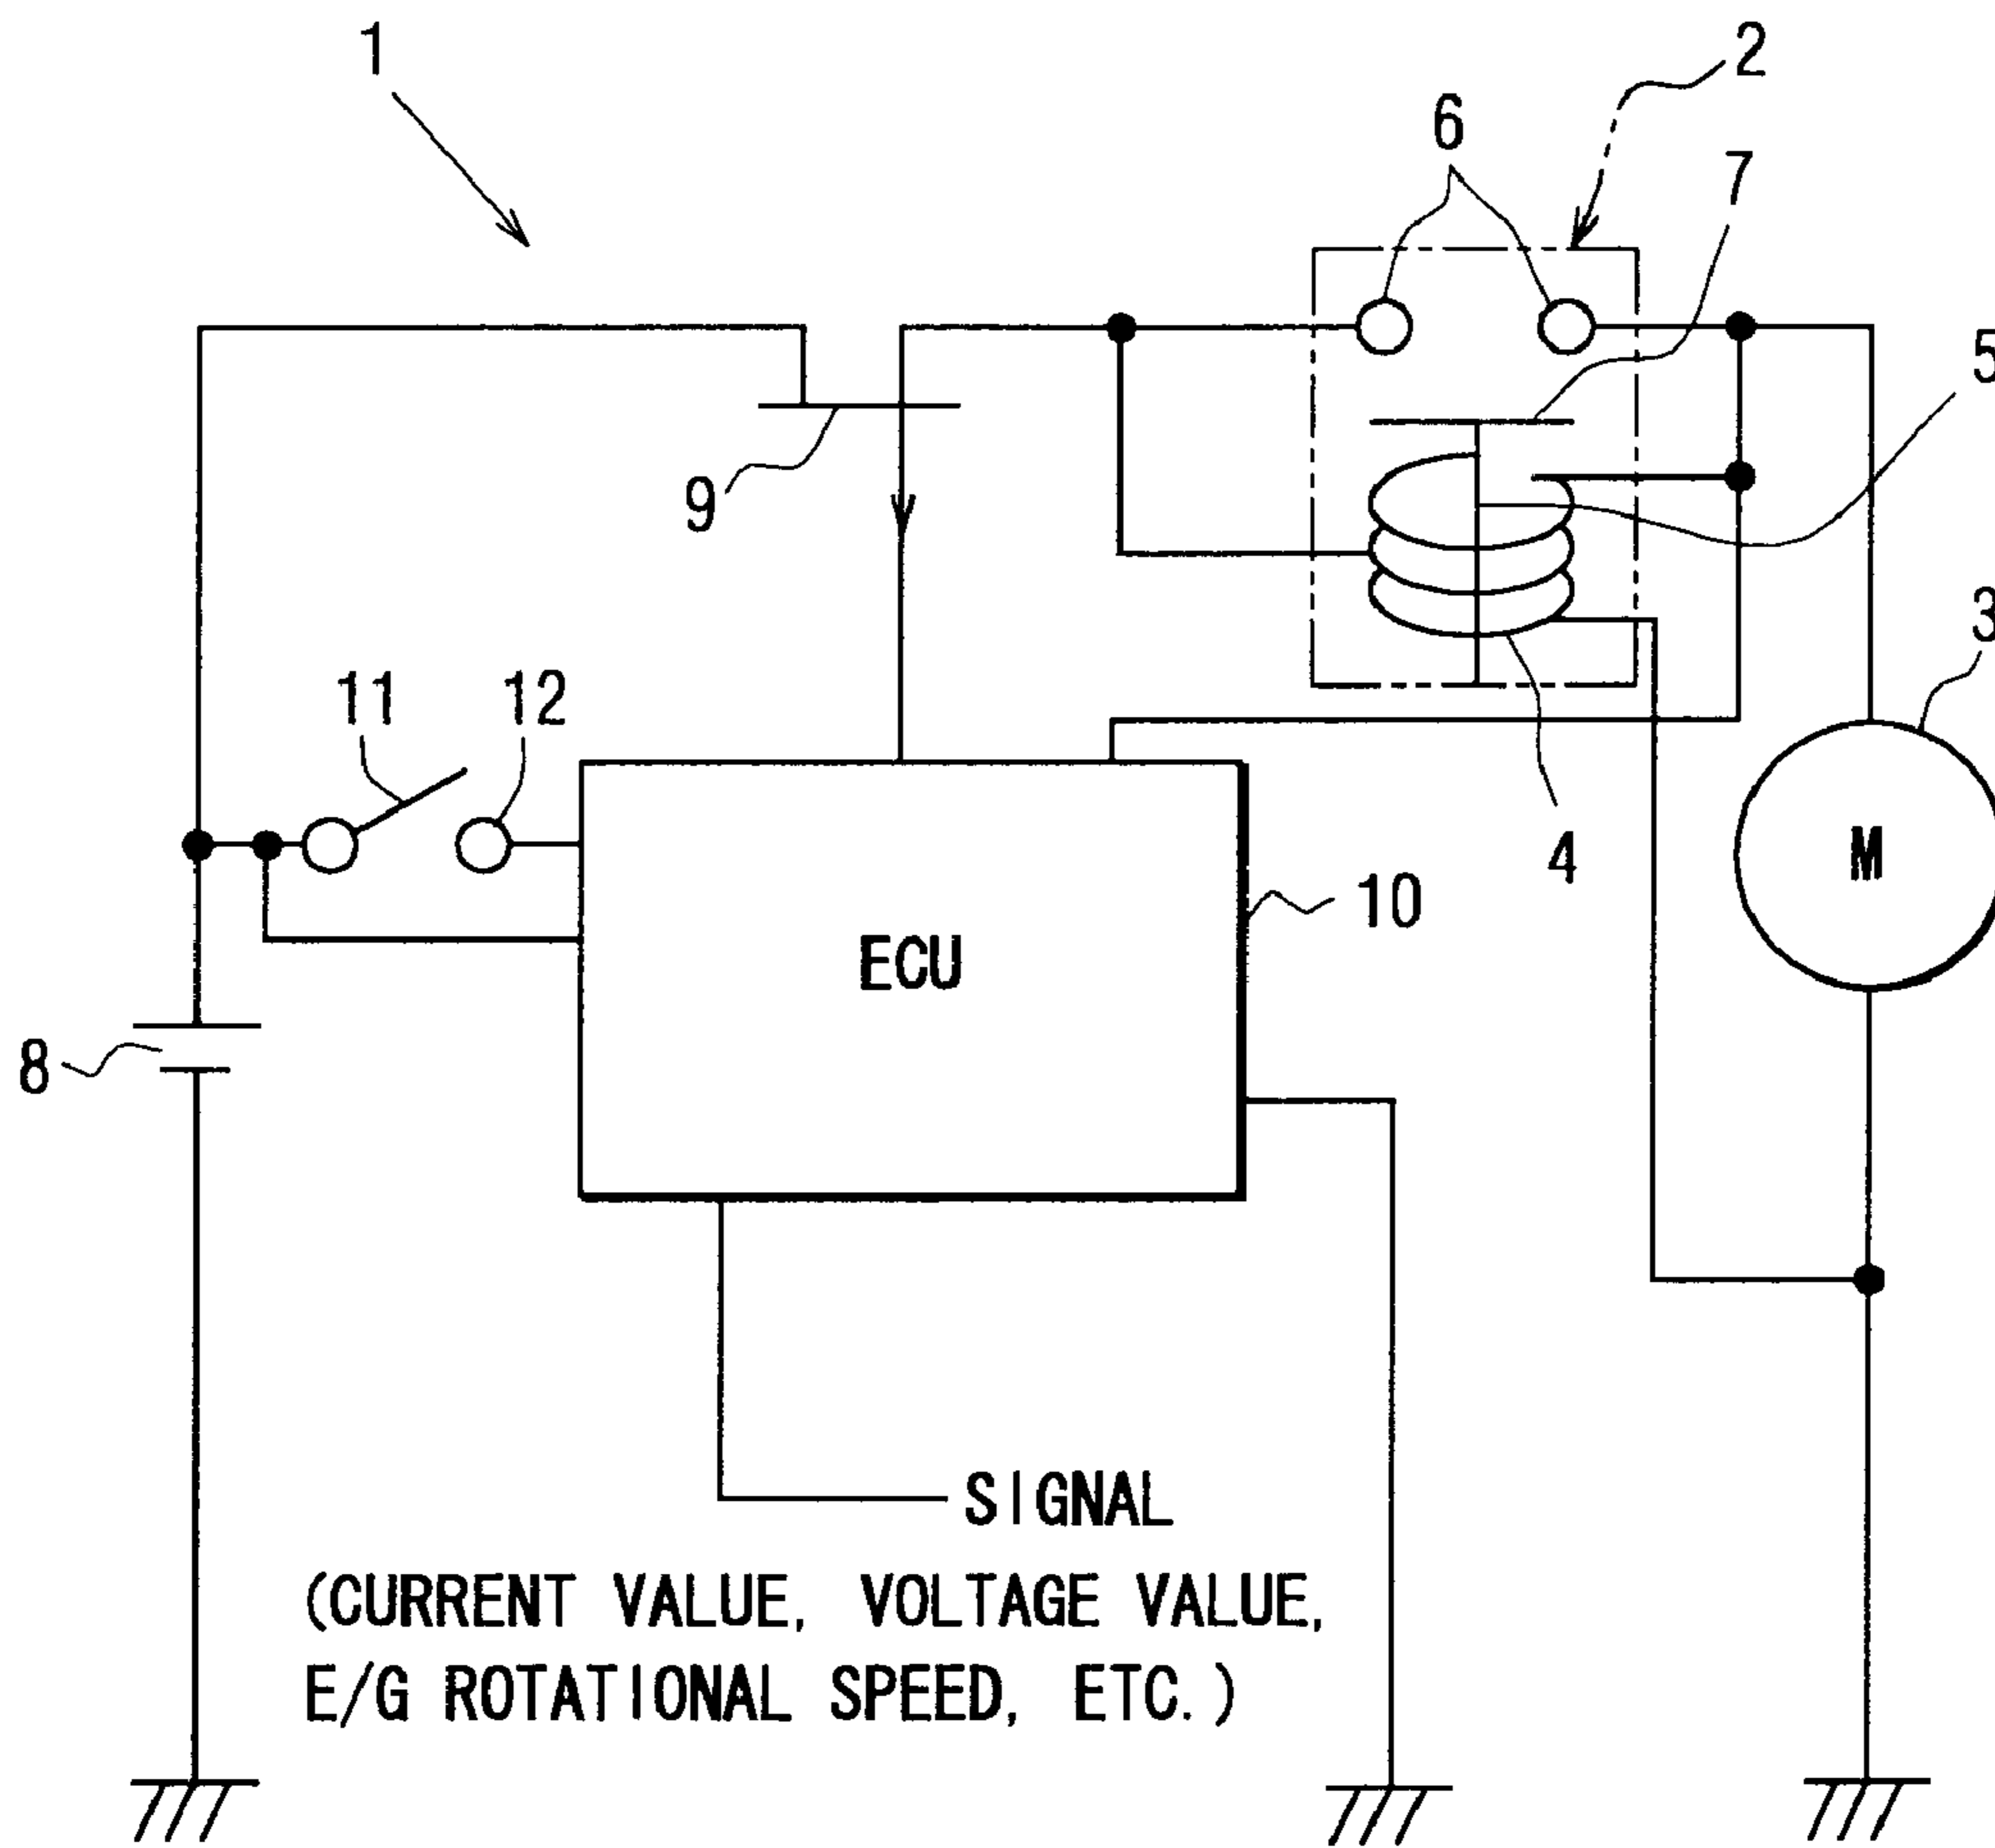 1
2
6
7
5
9
3
11
12
4
M
10
ECU
8
SIGNAL
(CURRENT VALUE, VOLTAGE VALUE,
E/G ROTATIONAL SPEED, ETC.)